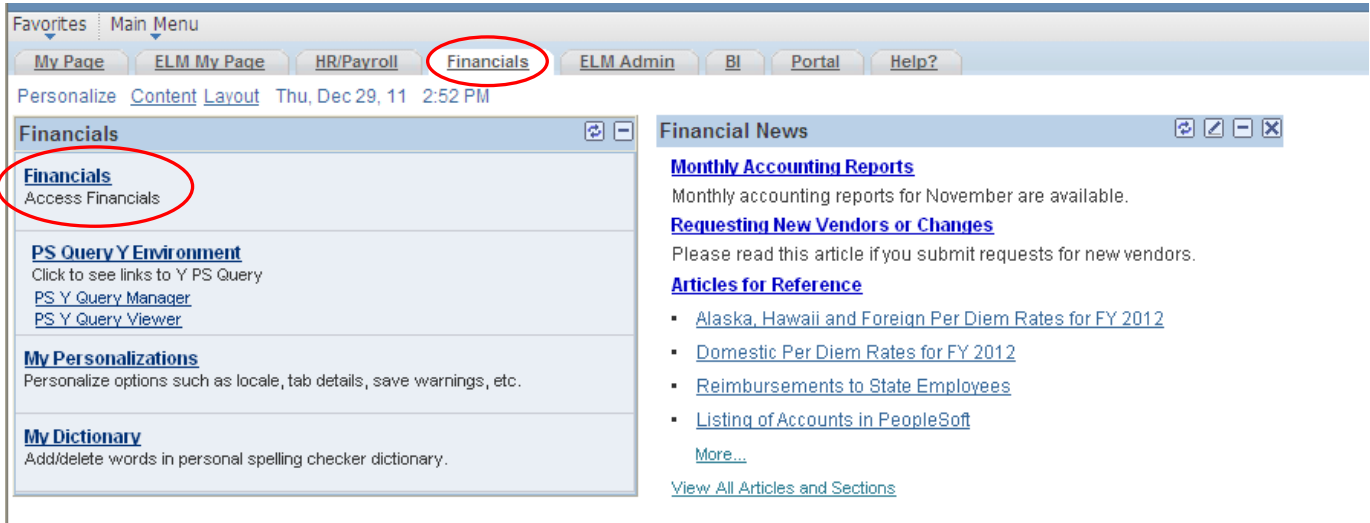 Favorites Main Menu
My Page ELM My Page HR/Payroll Financials ELM Admin BI Portal Help?
Personalize Content Layout Thu, Dec 29, 11 2:52 PM
Financials
Financials
Access Financials
PS Query Y Environment
Click to see links to Y PS Query
PS Y Query Manager
PS Y Query Viewer
My Personalizations
Personalize options such as locale, tab details, save warnings, etc.
My Dictionary
Add/delete words in personal spelling checker dictionary.
Financial News
Monthly Accounting Reports
Monthly accounting reports for November are available.
Requesting New Vendors or Changes
Please read this article if you submit requests for new vendors.
Articles for Reference
▪ Alaska, Hawaii and Foreign Per Diem Rates for FY 2012
▪ Domestic Per Diem Rates for FY 2012
▪ Reimbursements to State Employees
▪ Listing of Accounts in PeopleSoft
More...
View All Articles and Sections